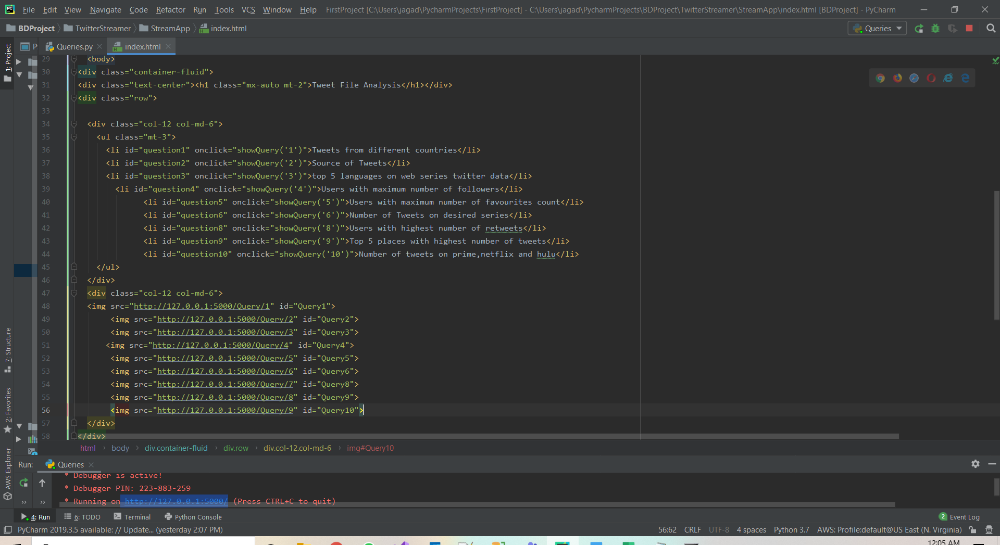 File Edit View Navigate Code Refactor Run Tools VCS Window Help FirstProject [C:\Users\jagad\PycharmProjects\FirstProject] - C:\Users\jagad\PycharmProjects\BDProject\TwitterStreamer\StreamApp\index.html [BDProject] - PyCharm
BDProject TwitterStreamer StreamApp index.html Queries
1: Project
P Queries.py index.html
29 <body>
30 <div class="container-fluid">
31 <div class="text-center"><h1 class="mx-auto mt-2">Tweet File Analysis</h1></div>
32 <div class="row">
33
34 <div class="col-12 col-md-6">
35 <ul class="mt-3">
36 <li id="question1" onclick="showQuery('1')">Tweets from different countries</li>
37 <li id="question2" onclick="showQuery('2')">Source of Tweets</li>
38 <li id="question3" onclick="showQuery('3')">top 5 languages on web series twitter data</li>
39 <li id="question4" onclick="showQuery('4')">Users with maximum number of followers</li>
40 <li id="question5" onclick="showQuery('5')">Users with maximum number of favourites count</li>
41 <li id="question6" onclick="showQuery('6')">Number of Tweets on desired series</li>
42 <li id="question8" onclick="showQuery('8')">Users with highest number of retweets</li>
43 <li id="question9" onclick="showQuery('9')">Top 5 places with highest number of tweets</li>
44 <li id="question10" onclick="showQuery('10')">Number of tweets on prime,netflix and hulu</li>
45 </ul>
46 </div>
47 <div class="col-12 col-md-6">
48 <img src="http://127.0.0.1:5000/Query/1" id="Query1">
49 <img src="http://127.0.0.1:5000/Query/2" id="Query2">
50 <img src="http://127.0.0.1:5000/Query/3" id="Query3">
51 <img src="http://127.0.0.1:5000/Query/4" id="Query4">
52 <img src="http://127.0.0.1:5000/Query/5" id="Query5">
53 <img src="http://127.0.0.1:5000/Query/6" id="Query6">
54 <img src="http://127.0.0.1:5000/Query/7" id="Query8">
55 <img src="http://127.0.0.1:5000/Query/8" id="Query9">
56 <img src="http://127.0.0.1:5000/Query/9" id="Query10">
57 </div>
58 </div>
7: Structure
2: Favorites
AWS Explorer
html body div.container-fluid div.row div.col-12.col-md-6 img#Query10
Run: Queries
* Debugger is active!
* Debugger PIN: 223-883-259
* Running on http://127.0.0.1:5000/ (Press CTRL+C to quit)
4: Run 6: TODO Terminal Python Console 2 Event Log
PyCharm 2019.3.5 available: // Update... (yesterday 2:07 PM) 56:62 CRLF UTF-8 4 spaces Python 3.7 AWS: Profile:default@US East (N. Virginia)
12:05 AM